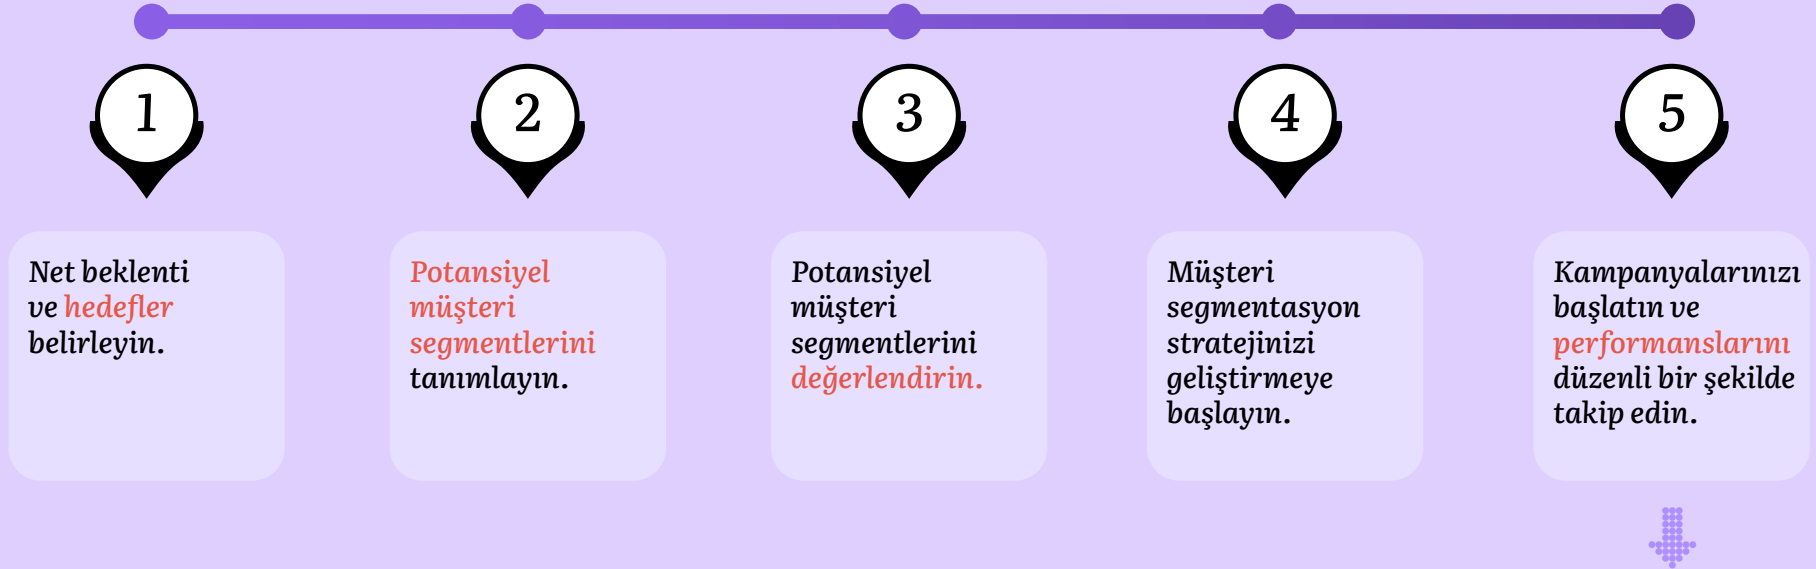 1
Net beklenti
ve hedefler
belirleyin.
2
Potansiyel
müşteri
segmentlerini
tanımlayın.
3
Potansiyel
müşteri
segmentlerini
değerlendirin.
4
Müşteri
segmentasyon
stratejinizi
geliştirmeye
başlayın.
5
Kampanyalarınızı
başlatın ve
performanslarını
düzenli bir şekilde
takip edin.